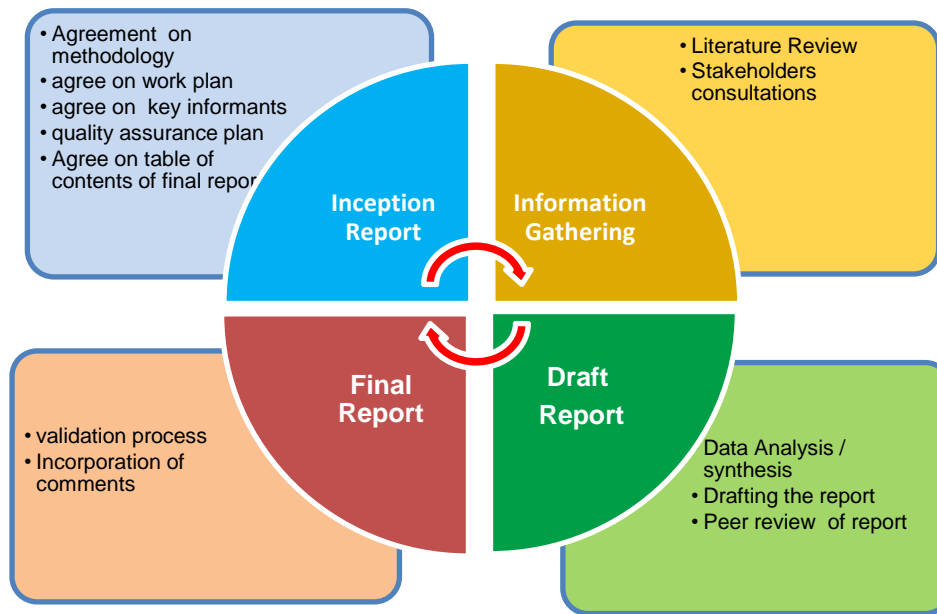 • Agreement on
methodology
• agree on work plan
• agree on key informants
• quality assurance plan
• Agree on table of
contents of final repor
Inception
Report
• Literature Review
• Stakeholders
consultations
Information
Gathering
Final
Report
• validation process
• Incorporation of
comments
Draft
Report
Data Analysis /
synthesis
• Drafting the report
• Peer review of report